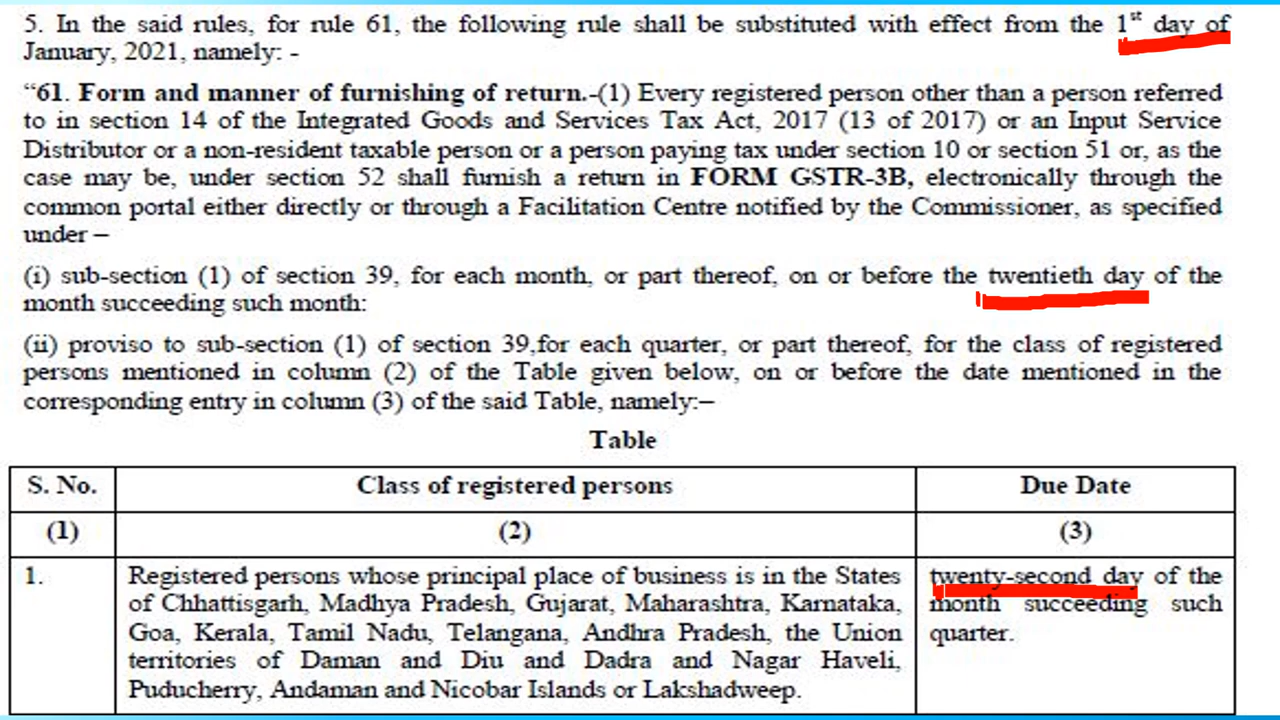 5. In the said rules, for rule 61, the following rule shall be substituted with effect from the 1st day of
January, 2021, namely: -
“61. Form and manner of furnishing of return.-(1) Every registered person other than a person referred
to in section 14 of the Integrated Goods and Services Tax Act, 2017 (13 of 2017) or an Input Service
Distributor or a non-resident taxable person or a person paying tax under section 10 or section 51 or, as the
case may be, under section 52 shall furnish a return in FORM GSTR-3B, electronically through the
common portal either directly or through a Facilitation Centre notified by the Commissioner, as specified
under –
(i) sub-section (1) of section 39, for each month, or part thereof, on or before the twentieth day of the
month succeeding such month:
(ii) proviso to sub-section (1) of section 39,for each quarter, or part thereof, for the class of registered
persons mentioned in column (2) of the Table given below, on or before the date mentioned in the
corresponding entry in column (3) of the said Table, namely:–
Table
S. No.
Class of registered persons
Due Date
(1)
(2)
(3)
1.
Registered persons whose principal place of business is in the States
of Chhattisgarh, Madhya Pradesh, Gujarat, Maharashtra, Karnataka,
Goa, Kerala, Tamil Nadu, Telangana, Andhra Pradesh, the Union
territories of Daman and Diu and Dadra and Nagar Haveli,
Puducherry, Andaman and Nicobar Islands or Lakshadweep.
twenty-second day of the
month succeeding such
quarter.